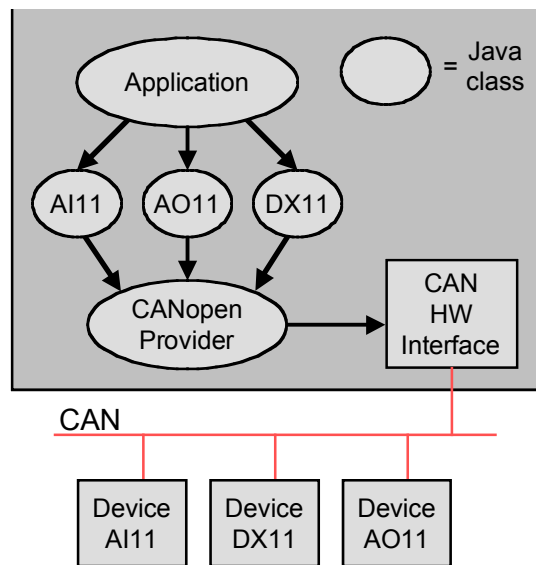 Application
= Java
class
AI11
AO11
DX11
CANopen
Provider
CAN
HW
Interface
CAN
Device
AI11
Device
DX11
Device
AO11